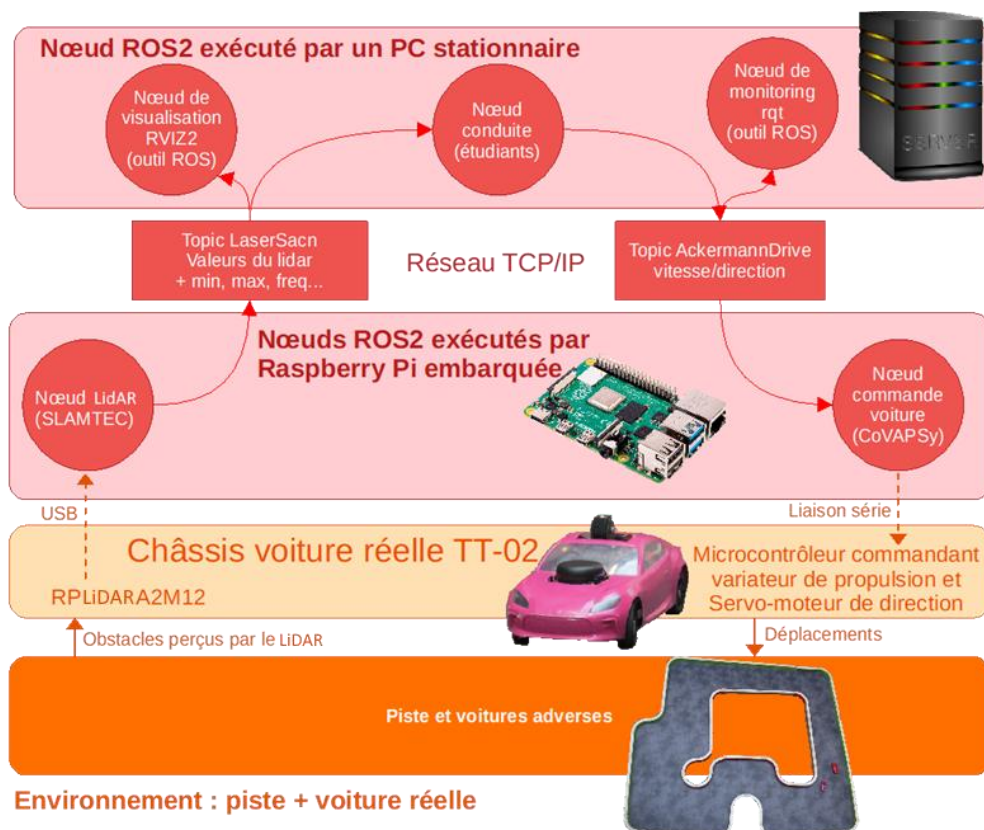 Nœud ROS2 exécuté par un PC stationnaire
Nœud de
visualisation
RVIZ2
(outil ROS)
Nœud
conduite
(étudiants)
Nœud de
monitoring
rqt
(outil ROS)
SERVER
Topic LaserSacn
Valeurs du lidar
+ min, max, freq...
Réseau TCP/IP
Topic AckermannDrive
vitesse/direction
Nœuds ROS2 exécutés par
Raspberry Pi embarquée
Nœud LiDAR
(SLAMTEC)
Nœud
commande
voiture
(CoVAPSy)
USB
Liaison série
Châssis voiture réelle TT-02
RPLiDARA2M12
Microcontrôleur commandant
variateur de propulsion et
Servo-moteur de direction
Obstacles perçus par le LiDAR
Déplacements
Piste et voitures adverses
Environnement : piste + voiture réelle